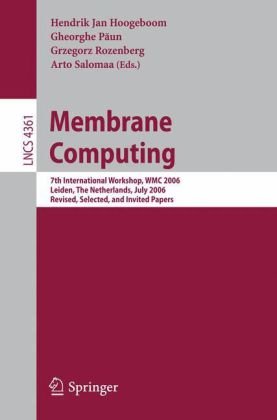 Hendrik Jan Hoogeboom
Gheorghe Păun
Grzegorz Rozenberg
Arto Salomaa (Eds.)
LNCS 4361
Membrane
Computing
7th International Workshop, WMC 2006
Leiden, The Netherlands, July 2006
Revised, Selected, and Invited Papers
Springer